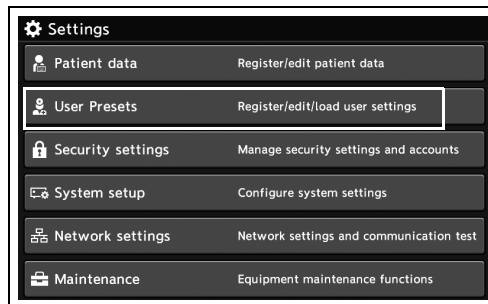 Settings
Patient data Register/edit patient data
User Presets Register/edit/load user settings
Security settings Manage security settings and accounts
System setup Configure system settings
Network settings Network settings and communication test
Maintenance Equipment maintenance functions